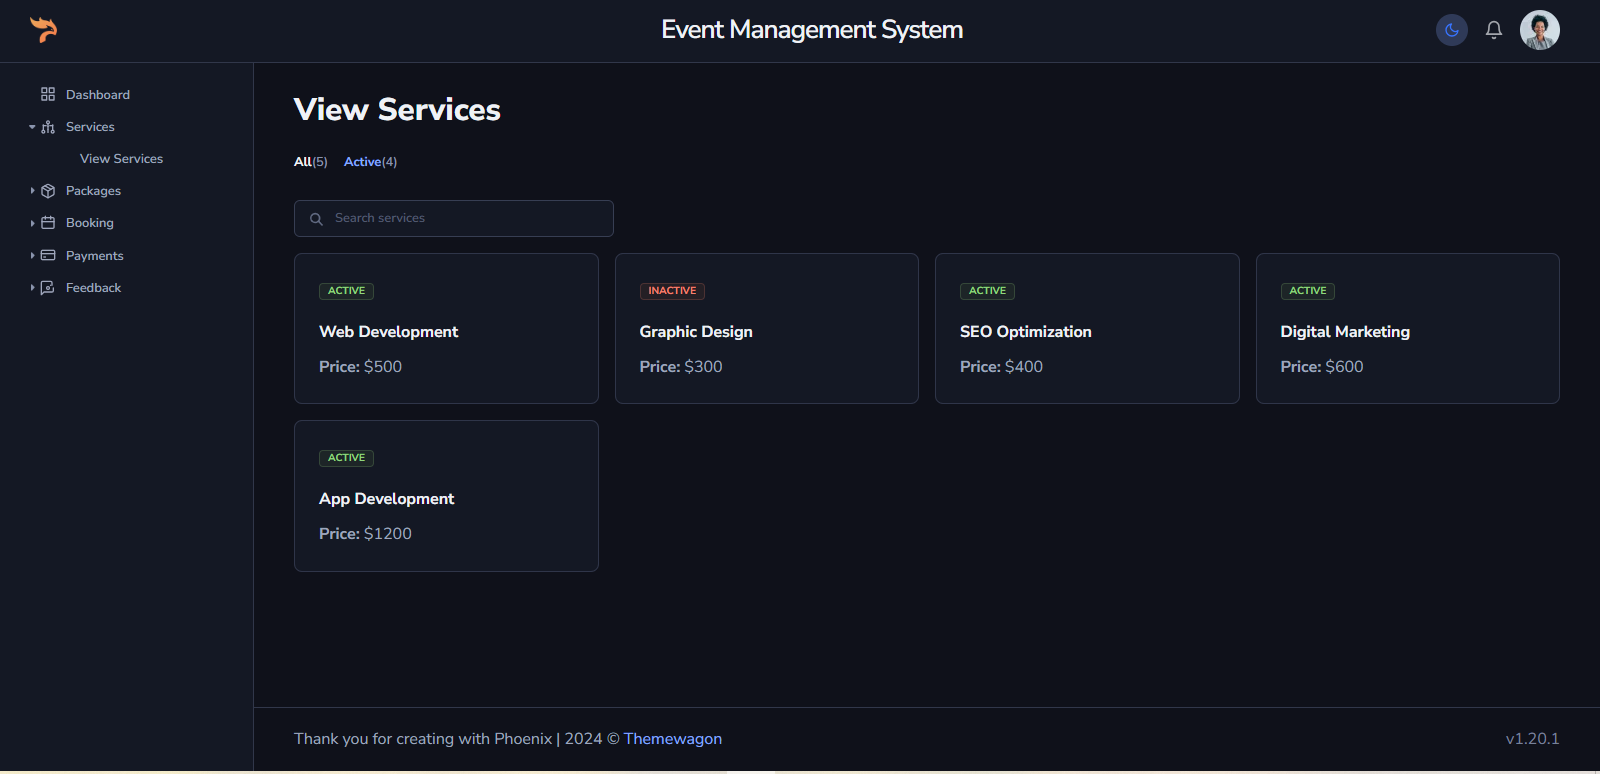 Event Management System
Dashboard
Services
View Services
Packages
Booking
Payments
Feedback
View Services
All(5) Active(4)
Search services
ACTIVE
Web Development
Price: $500
INACTIVE
Graphic Design
Price: $300
ACTIVE
SEO Optimization
Price: $400
ACTIVE
Digital Marketing
Price: $600
ACTIVE
App Development
Price: $1200
Thank you for creating with Phoenix | 2024 © Themewagon
v1.20.1